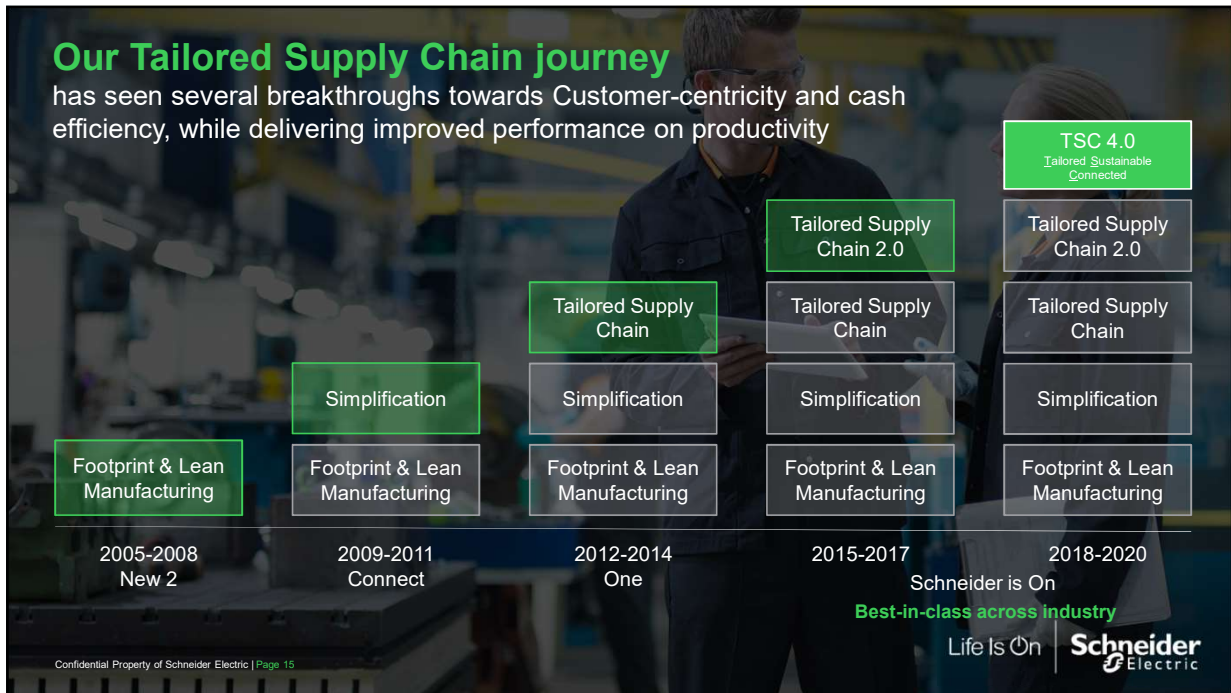 Our Tailored Supply Chain journey
has seen several breakthroughs towards Customer-centricity and cash
efficiency, while delivering improved performance on productivity
TSC 4.0
Tailored Sustainable
Connected
Tailored Supply
Chain 2.0
Tailored Supply
Chain 2.0
Tailored Supply
Chain
Tailored Supply
Chain
Tailored Supply
Chain
Simplification
Simplification
Simplification
Simplification
Footprint & Lean
Manufacturing
Footprint & Lean
Manufacturing
Footprint & Lean
Manufacturing
Footprint & Lean
Manufacturing
Footprint & Lean
Manufacturing
2005-2008
New 2
2009-2011
Connect
2012-2014
One
2015-2017
2018-2020
Schneider is On
Best-in-class across industry
Confidential Property of Schneider Electric | Page 15
Life Is On
Schneider
Electric